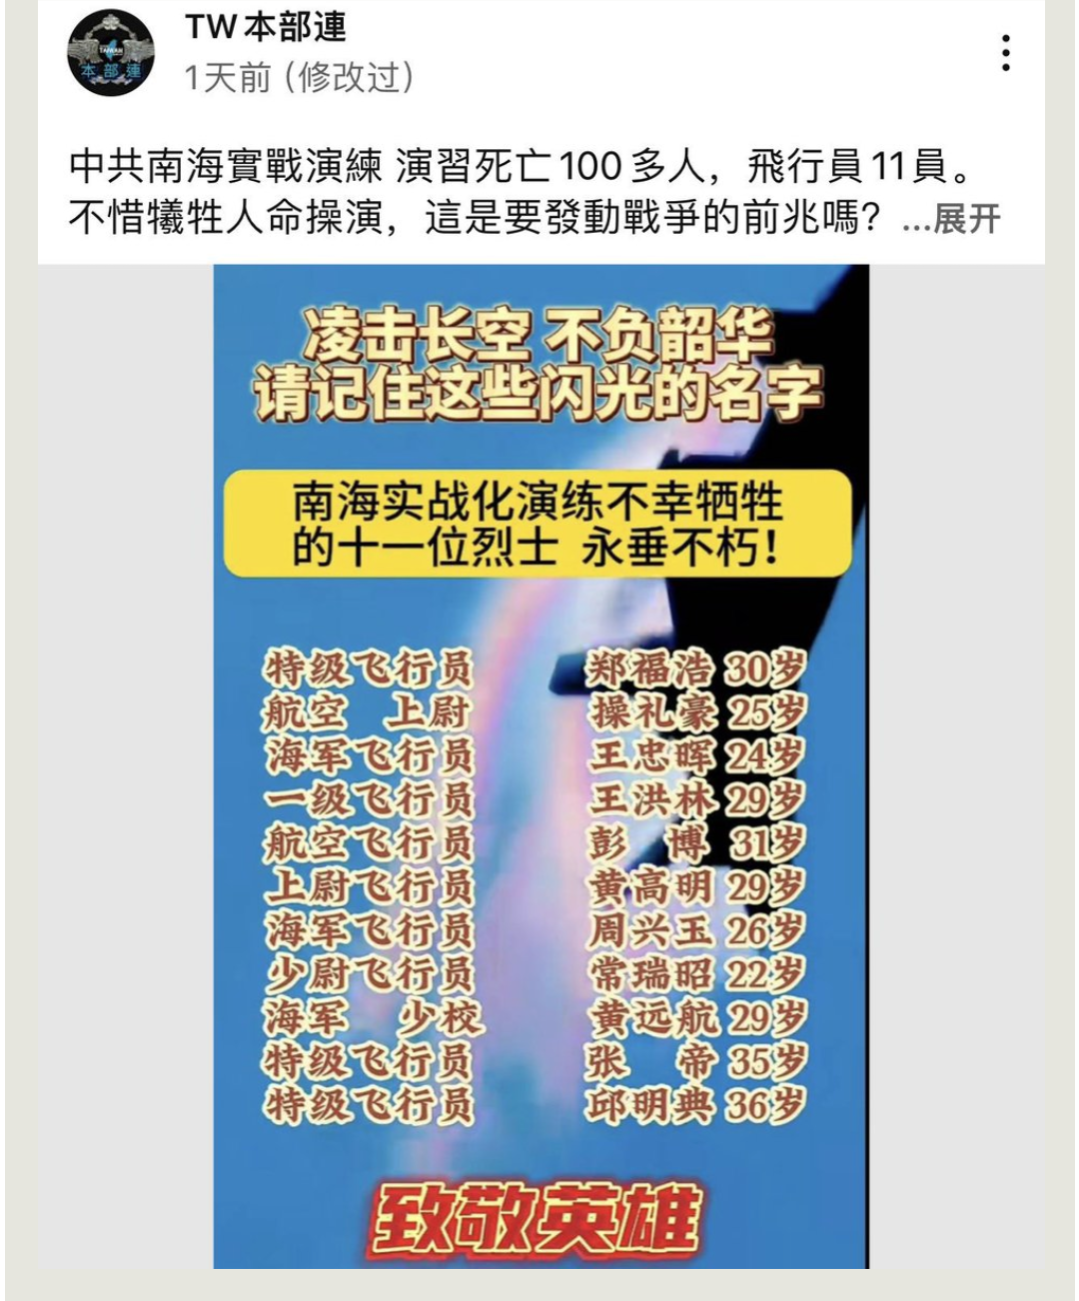 TW本部連
1天前 (修改过)
中共南海實戰演練 演習死亡100多人，飛行員11員。
不惜犧牲人命操演，這是要發動戰爭的前兆嗎？ ...展开
TAIWAN
本部連
凌击长空 不负韶华
请记住这些闪光的名字
南海实战化演练不幸牺牲
的十一位烈士 永垂不朽！
特级飞行员 郑福浩 30岁
航空 上尉 操礼豪 25岁
海军飞行员 王忠晖 24岁
一级飞行员 王洪林 29岁
航空飞行员 彭 博 31岁
上尉飞行员 黄高明 29岁
海军飞行员 周兴玉 26岁
少尉飞行员 常瑞昭 22岁
海军 少校 黄远航 29岁
特级飞行员 张 帝 35岁
特级飞行员 邱明典 36岁
致敬英雄